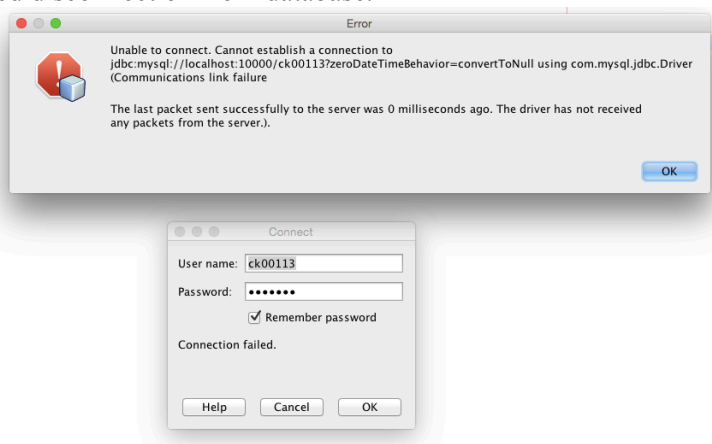 Error
Unable to connect. Cannot establish a connection to
jdbc:mysql://localhost:10000/ck00113?zeroDateTimeBehavior=convertToNull using com.mysql.jdbc.Driver
(Communications link failure
The last packet sent successfully to the server was 0 milliseconds ago. The driver has not received
any packets from the server.).
OK
Connect
User name: ck00113
Password: •••••••
Remember password
Connection failed.
Help Cancel OK